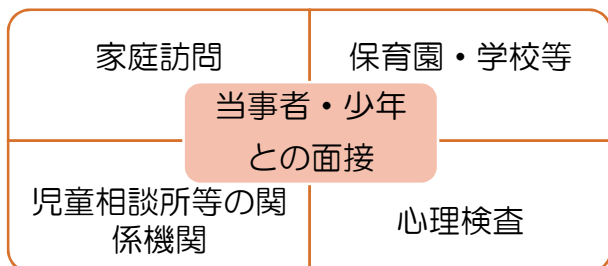 家庭訪問
保育園・学校等
当事者・少年
との面接
児童相談所等の関
係機関
心理検査